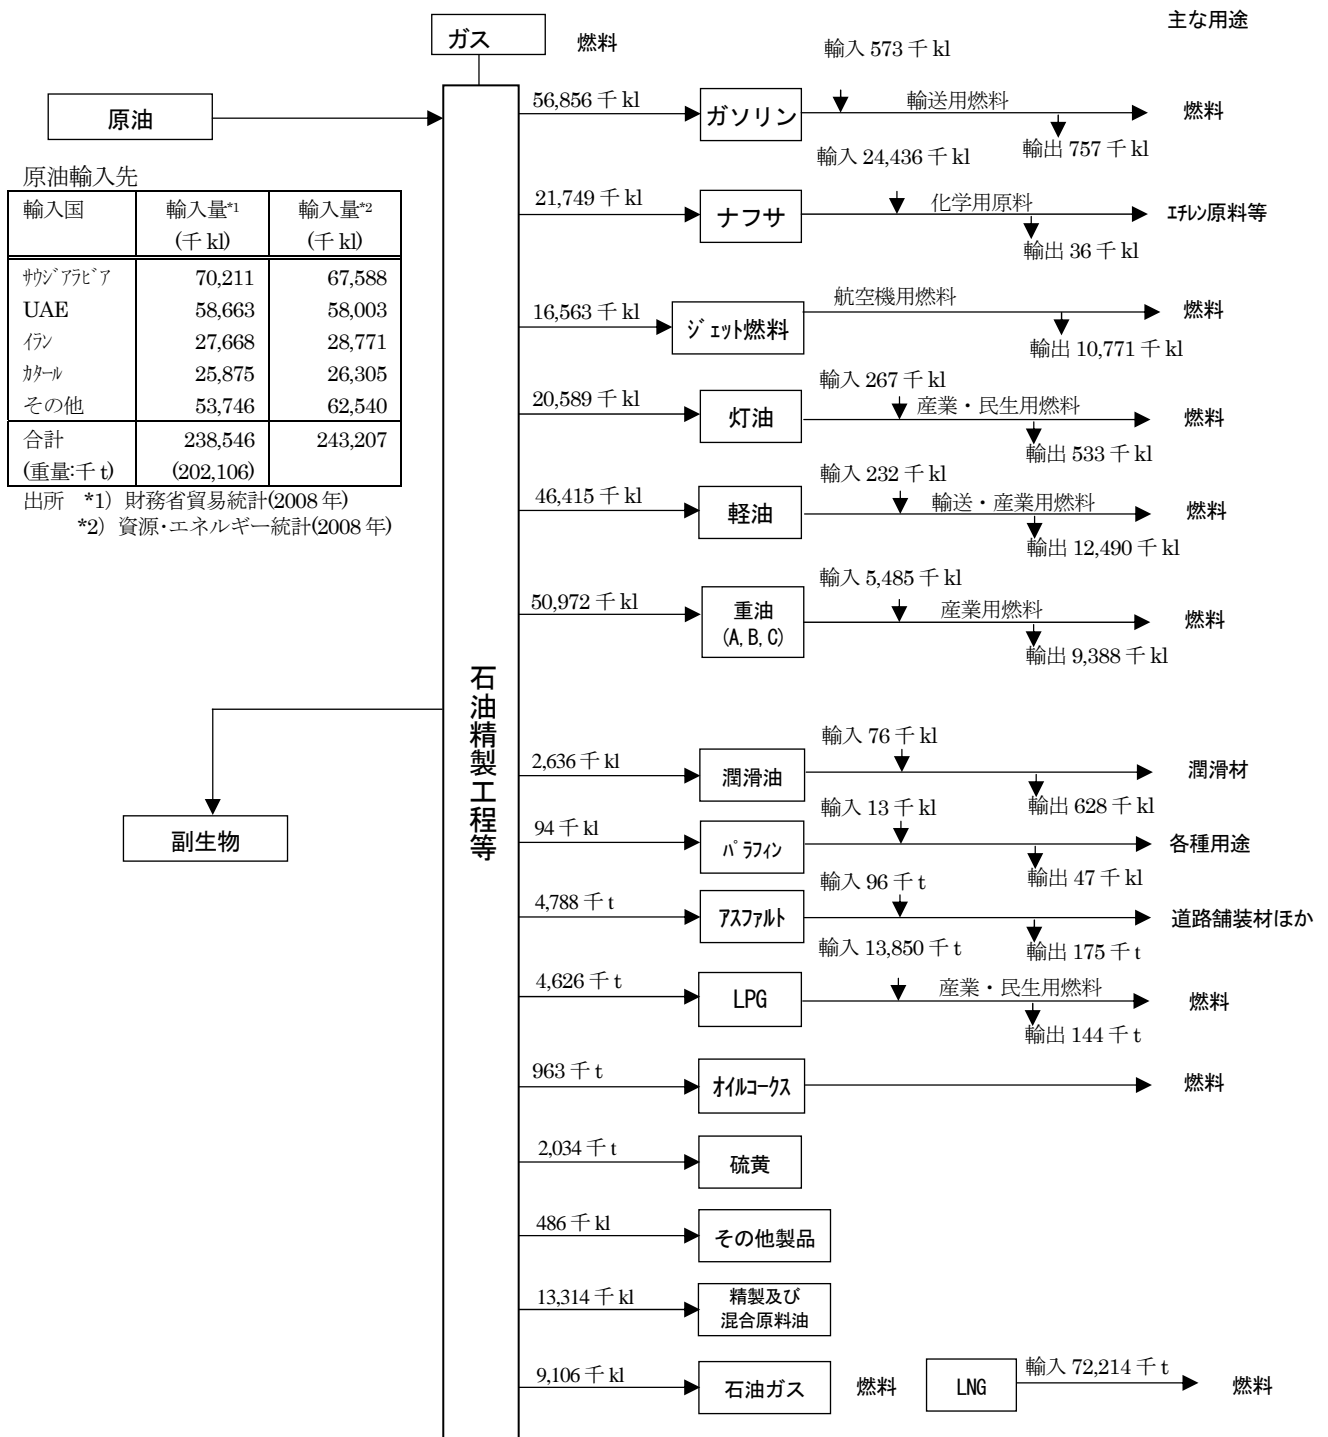 主な用途
ガス
燃料
輸入 573 千 kl
原油
56,856 千 kl
ガソリン
輸送用燃料
燃料
輸出 757 千 kl
輸入 24,436 千 kl
原油輸入先
輸入国 輸入量*1 輸入量*2
(千 kl) (千 kl)
ｻｳｼﾞｱﾗﾋﾞｱ 70,211 67,588
UAE 58,663 58,003
ｲﾗﾝ 27,668 28,771
ｶﾀｰﾙ 25,875 26,305
その他 53,746 62,540
合計 238,546 243,207
(重量:千 t) (202,106)
出所 *1) 財務省貿易統計(2008 年)
*2) 資源･エネルギー統計(2008 年)
21,749 千 kl
ナフサ
化学用原料
ｴﾁﾚﾝ原料等
輸出 36 千 kl
16,563 千 kl
ｼﾞｪｯﾄ燃料
航空機用燃料
燃料
輸出 10,771 千 kl
輸入 267 千 kl
20,589 千 kl
灯油
産業・民生用燃料
燃料
輸出 533 千 kl
輸入 232 千 kl
46,415 千 kl
軽油
輸送・産業用燃料
燃料
輸出 12,490 千 kl
輸入 5,485 千 kl
50,972 千 kl
重油
(A, B, C)
産業用燃料
燃料
輸出 9,388 千 kl
石油精製工程等
副生物
輸入 76 千 kl
2,636 千 kl
潤滑油
潤滑材
輸出 628 千 kl
輸入 13 千 kl
94 千 kl
ﾊﾟﾗﾌｨﾝ
各種用途
輸出 47 千 kl
輸入 96 千 t
4,788 千 t
ｱｽﾌｧﾙﾄ
道路舗装材ほか
輸出 175 千 t
輸入 13,850 千 t
4,626 千 t
LPG
産業・民生用燃料
燃料
輸出 144 千 t
963 千 t
ｵｲﾙｺｰｸｽ
燃料
2,034 千 t
硫黄
486 千 kl
その他製品
13,314 千 kl
精製及び
混合原料油
9,106 千 kl
石油ガス
燃料
LNG
輸入 72,214 千 t
燃料